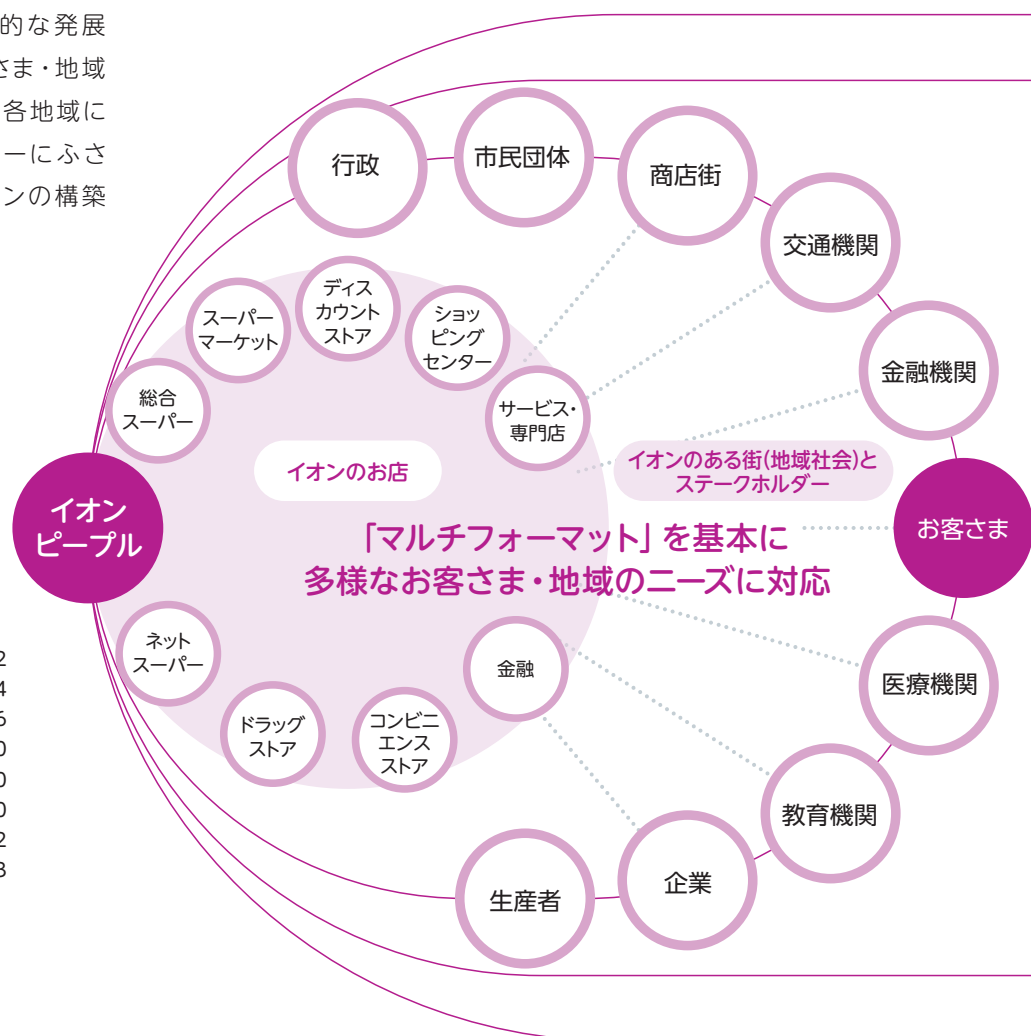 的な発展
さま・地域
各地域に
ーにふさ
ンの構築
行政
市民団体
商店街
交通機関
金融機関
お客さま
医療機関
教育機関
企業
生産者
ディス
カウント
ストア
スーパー
マーケット
ショッ
ピング
センター
総合
スーパー
サービス・
専門店
イオンのお店
イオンのある街(地域社会)と
ステークホルダー
イオン
ピープル
「マルチフォーマット」を基本に
多様なお客さま・地域のニーズに対応
ネット
スーパー
金融
ドラッグ
ストア
コンビニ
エンス
ストア
2
4
6
0
0
0
2
3